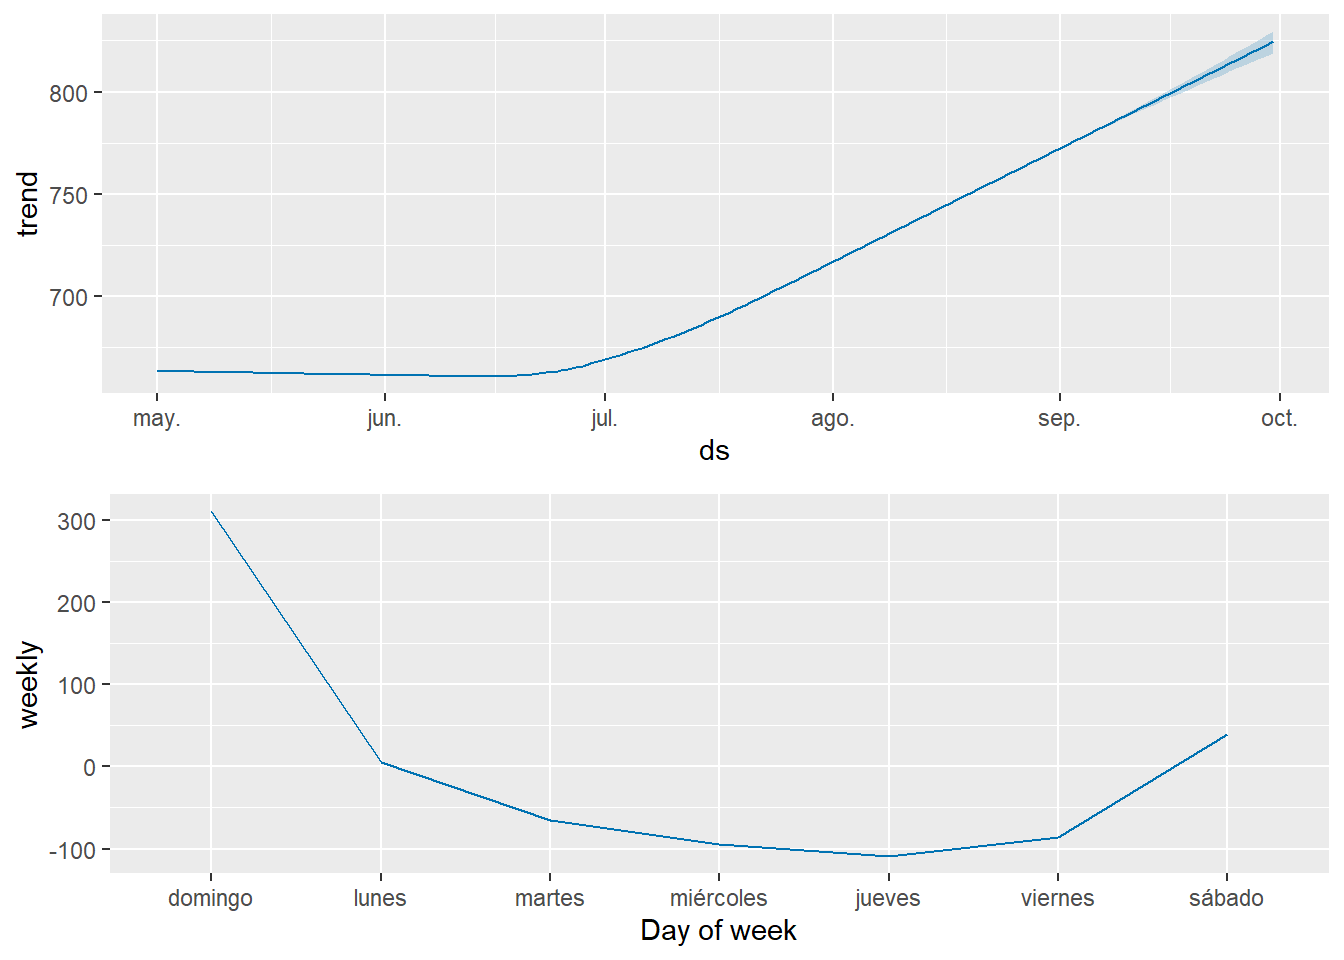 trend
800
750
700
may. jun. jul. ago. sep. oct.
ds
weekly
300
200
100
0
-100
domingo lunes martes miércoles jueves viernes sábado
Day of week